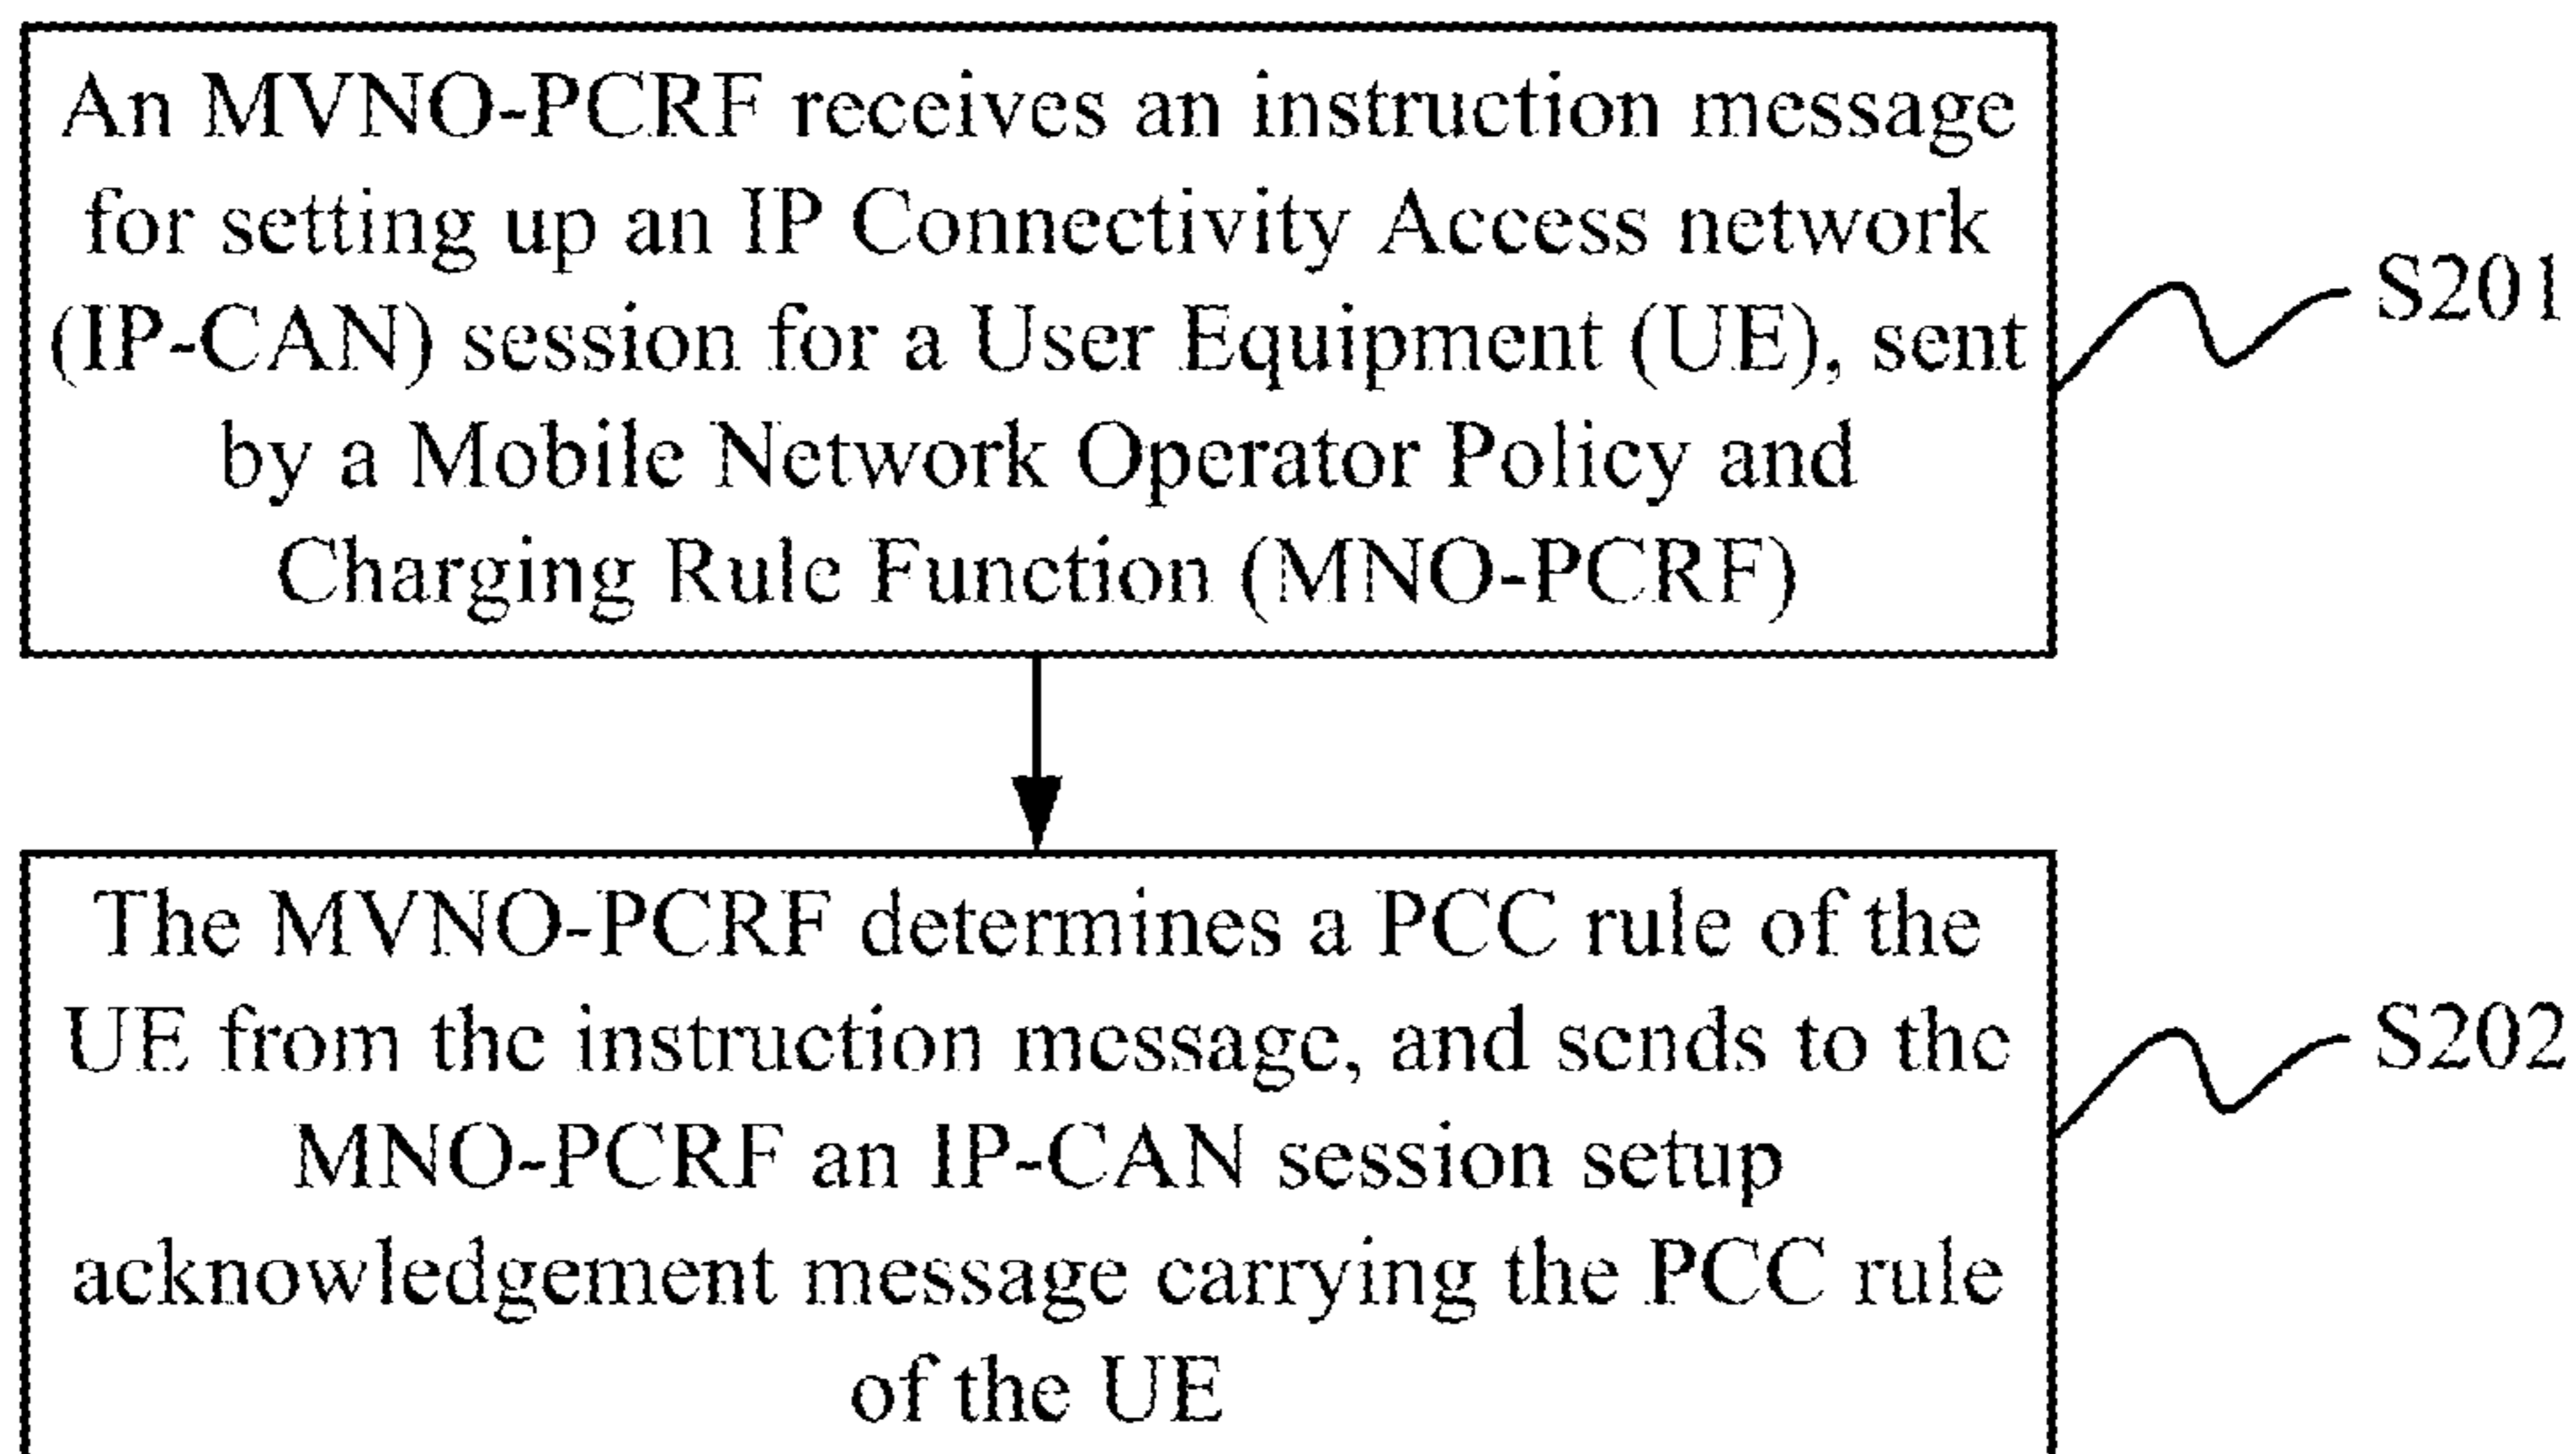 An MVNO-PCRF receives an instruction message
for setting up an IP Connectivity Access network
(IP-CAN) session for a User Equipment (UE), sent
by a Mobile Network Operator Policy and
Charging Rule Function (MNO-PCRF)
S201
The MVNO-PCRF determines a PCC rule of the
UE from the instruction message, and sends to the
MNO-PCRF an IP-CAN session setup
acknowledgement message carrying the PCC rule
of the UE
S202